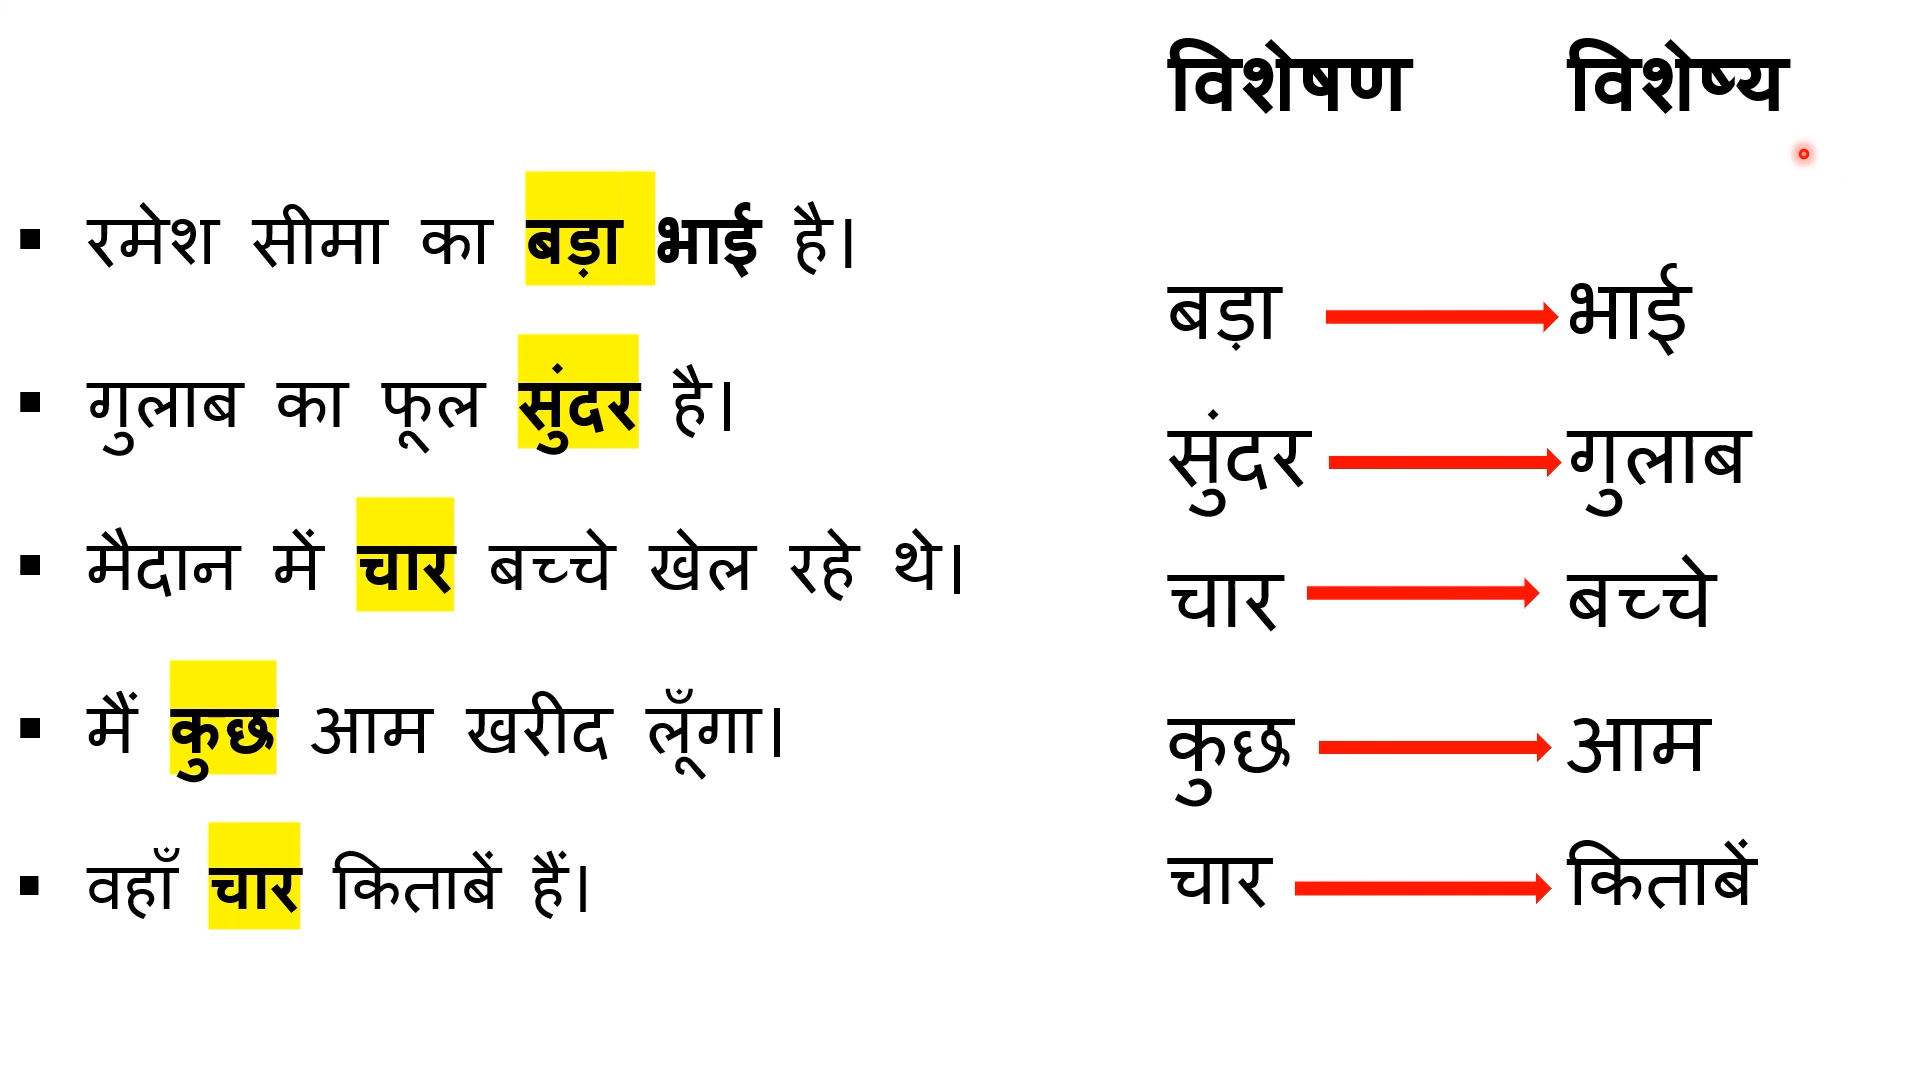 विशेषण विशेष्य
▪ रमेश सीमा का बड़ा भाई है।
▪ गुलाब का फूल सुंदर है।
▪ मैदान में चार बच्चे खेल रहे थे।
▪ मैं कुछ आम खरीद लूँगा।
▪ वहाँ चार किताबें हैं।
बड़ा भाई
सुंदर गुलाब
चार बच्चे
कुछ आम
चार किताबें